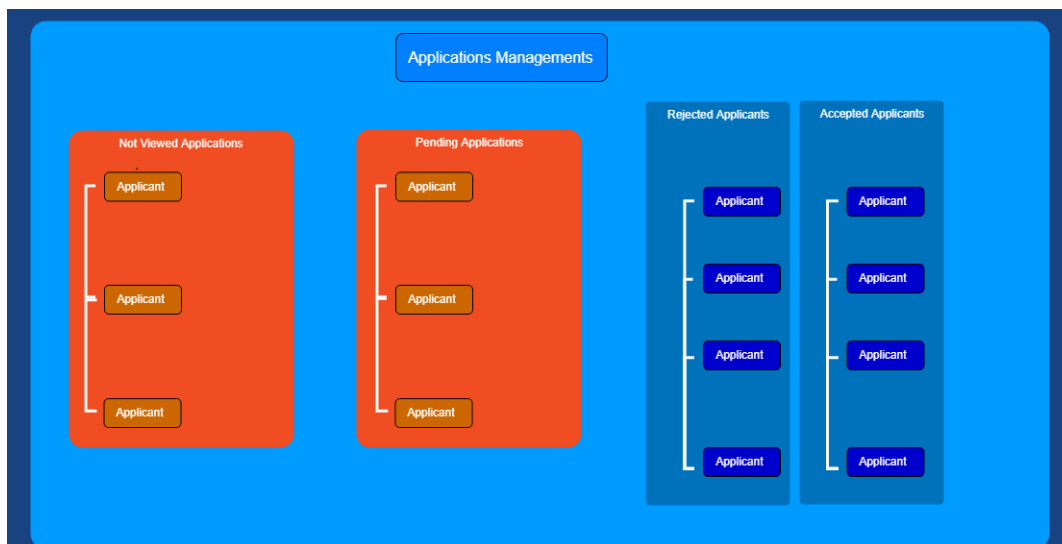 Applications Managements
Not Viewed Applications
Applicant
Applicant
Applicant
Pending Applications
Applicant
Applicant
Applicant
Rejected Applicants
Applicant
Applicant
Applicant
Applicant
Accepted Applicants
Applicant
Applicant
Applicant
Applicant